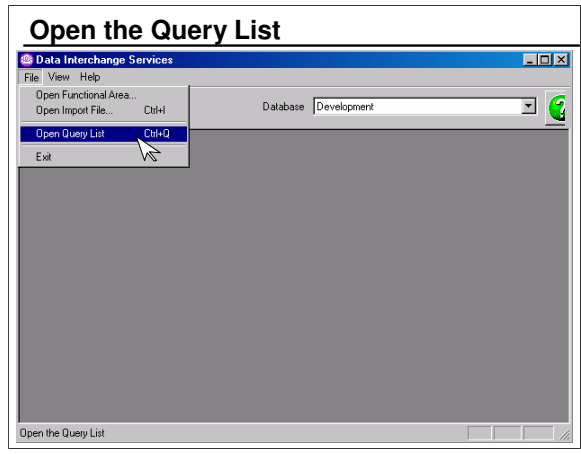 Open the Query List
Data Interchange Services
File View Help
Open Functional Area...
Open Import File... Ctrl+I
Database Development
Open Query List Ctrl+Q
Exit
Open the Query List